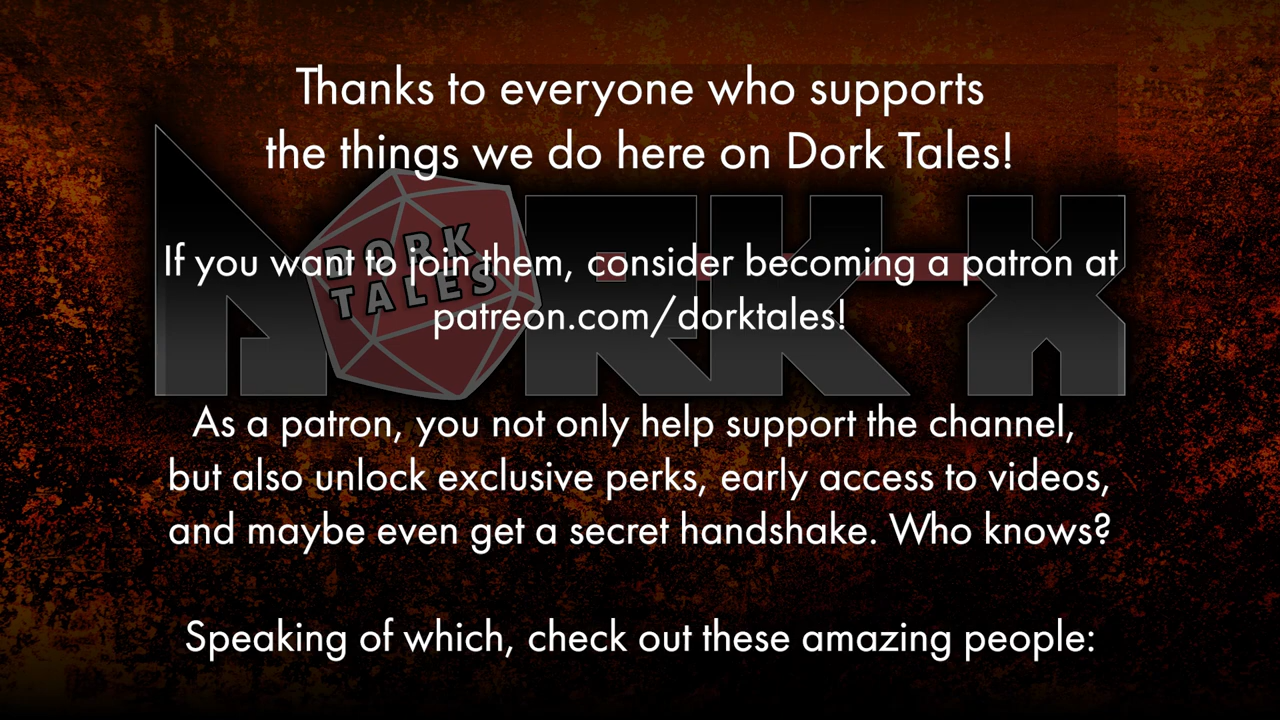 Thanks to everyone who supports
the things we do here on Dork Tales!
DORK
TALES
If you want to join them, consider becoming a patron at
patreon.com/dorktales!
As a patron, you not only help support the channel,
but also unlock exclusive perks, early access to videos,
and maybe even get a secret handshake. Who knows?
Speaking of which, check out these amazing people: